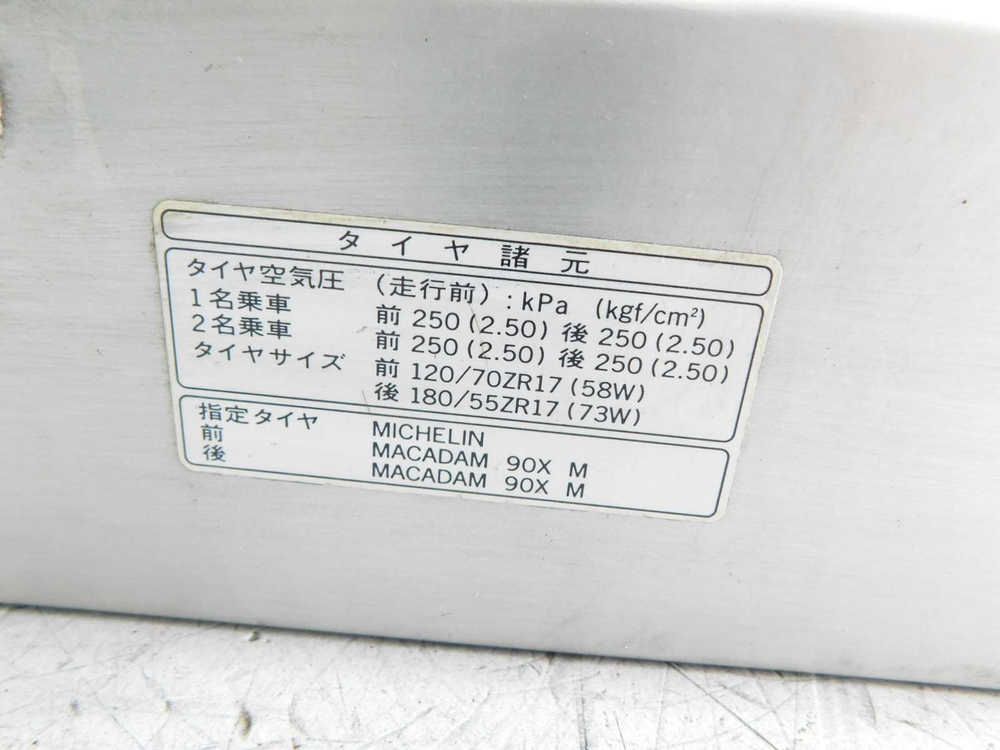 タイヤ諸元
タイヤ空気圧 (走行前):kPa (kgf/cm²)
1名乗車 前 250 (2.50) 後 250 (2.50)
2名乗車 前 250 (2.50) 後 250 (2.50)
タイヤサイズ 前 120/70ZR17 (58W)
後 180/55ZR17 (73W)
指定タイヤ MICHELIN
前 MACADAM 90X M
後 MACADAM 90X M